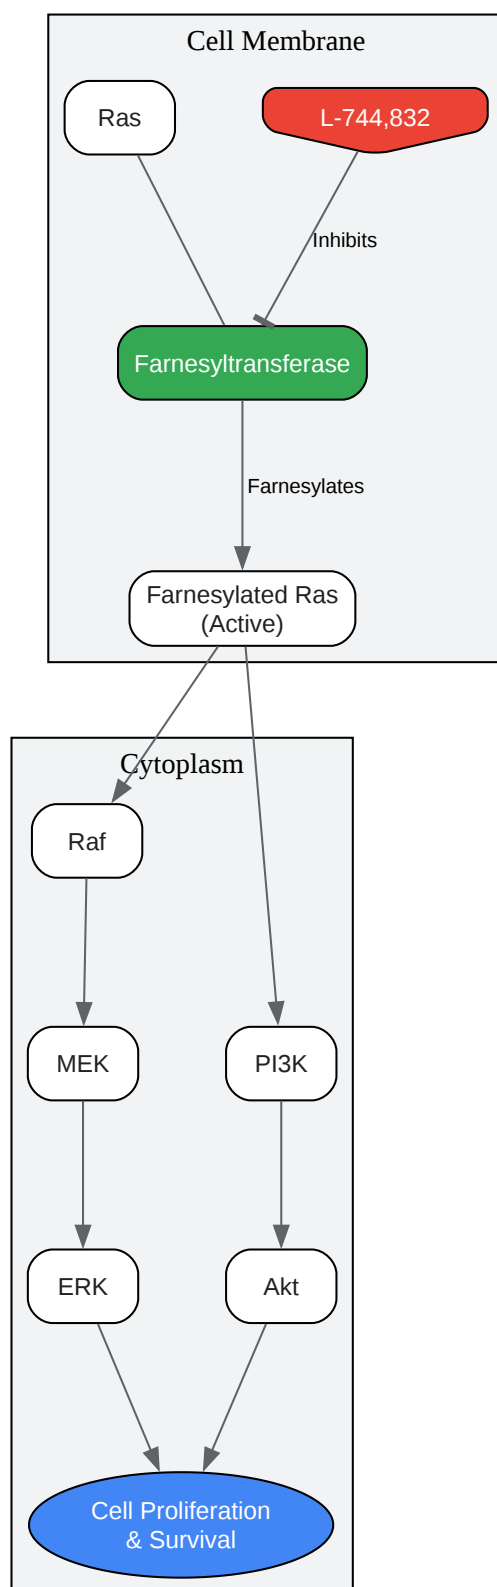 Cell Membrane
Ras
L-744,832
Inhibits
Farnesyltransferase
Farnesylates
Farnesylated Ras
(Active)
Cytoplasm
Raf
MEK
PI3K
ERK
Akt
Cell Proliferation
& Survival